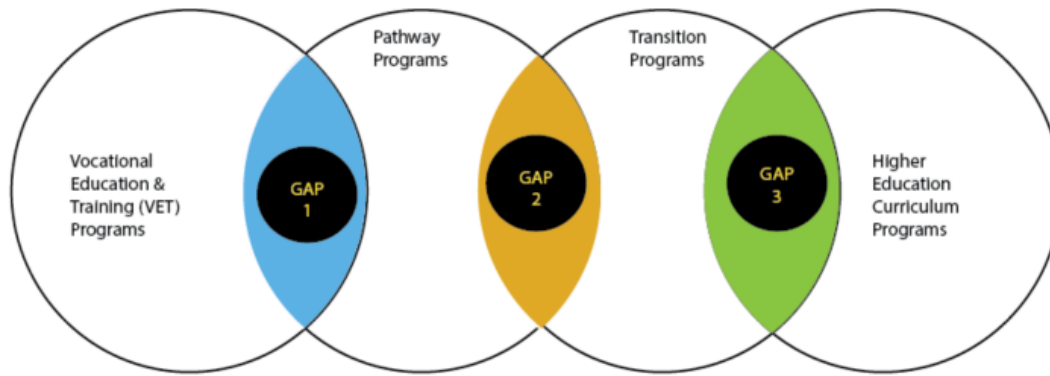 Pathway
Programs
Transition
Programs
Vocational
Education &
Training (VET)
Programs
GAP
1
GAP
2
GAP
3
Higher
Education
Curriculum
Programs